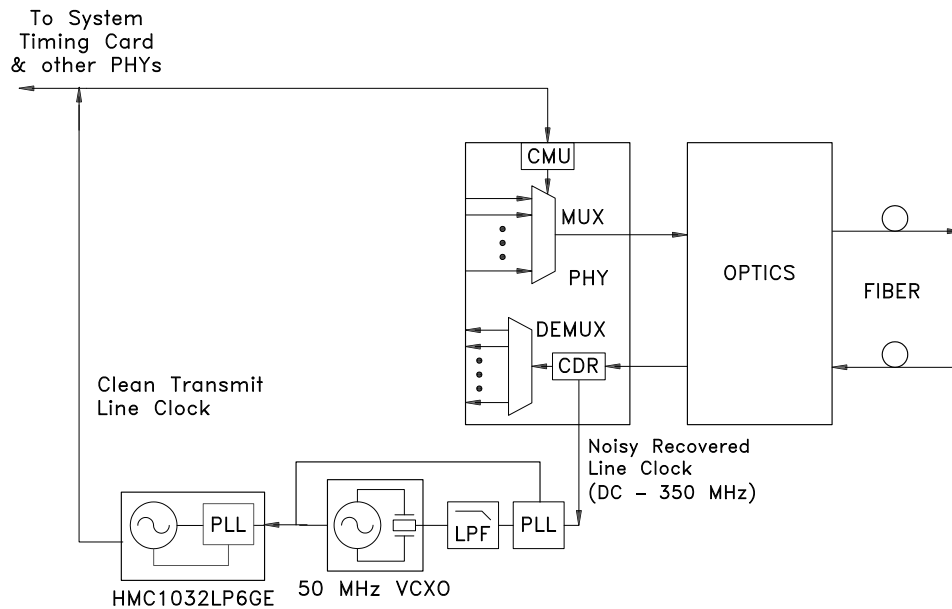 To System
Timing Card
& other PHYs
CMU
MUX
PHY
OPTICS
FIBER
DEMUX
CDR
Clean Transmit
Line Clock
Noisy Recovered
Line Clock
(DC - 350 MHz)
PLL
LPF
PLL
HMC1032LP6GE
50 MHz VCXO